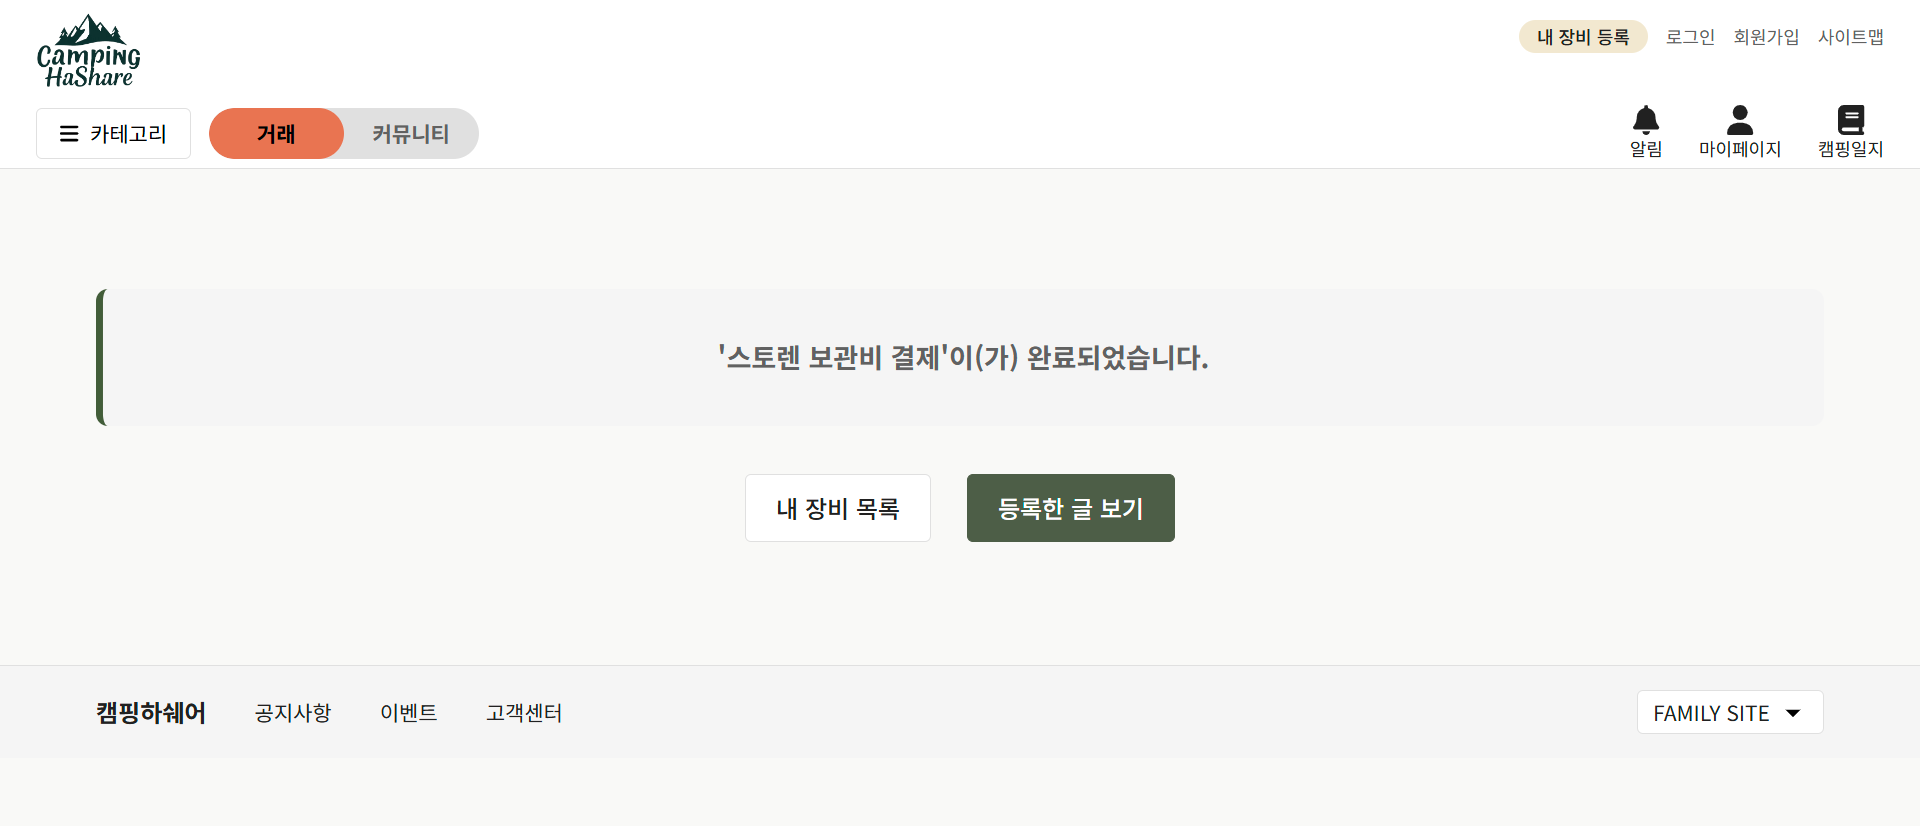 Camping
HaShare
내 장비 등록 로그인 회원가입 사이트맵
카테고리 거래 커뮤니티
알림 마이페이지 캠핑일지
'스토렌 보관비 결제'이(가) 완료되었습니다.
내 장비 목록 등록한 글 보기
캠핑하쉐어 공지사항 이벤트 고객센터 FAMILY SITE